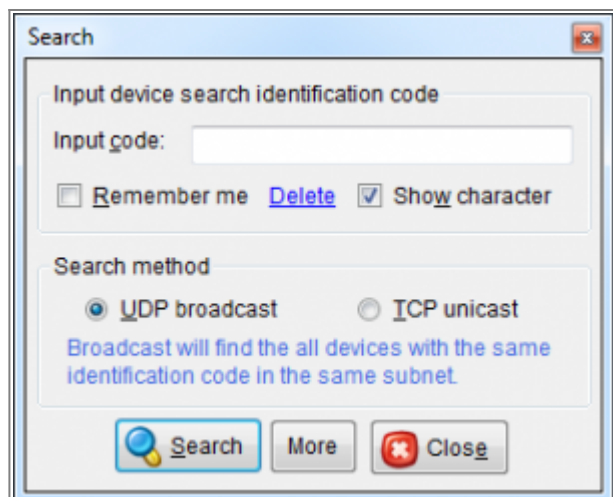 Search
Input device search identification code
Input code:
Remember me Delete Show character
Search method
UDP broadcast TCP unicast
Broadcast will find the all devices with the same
identification code in the same subnet.
Search More Close